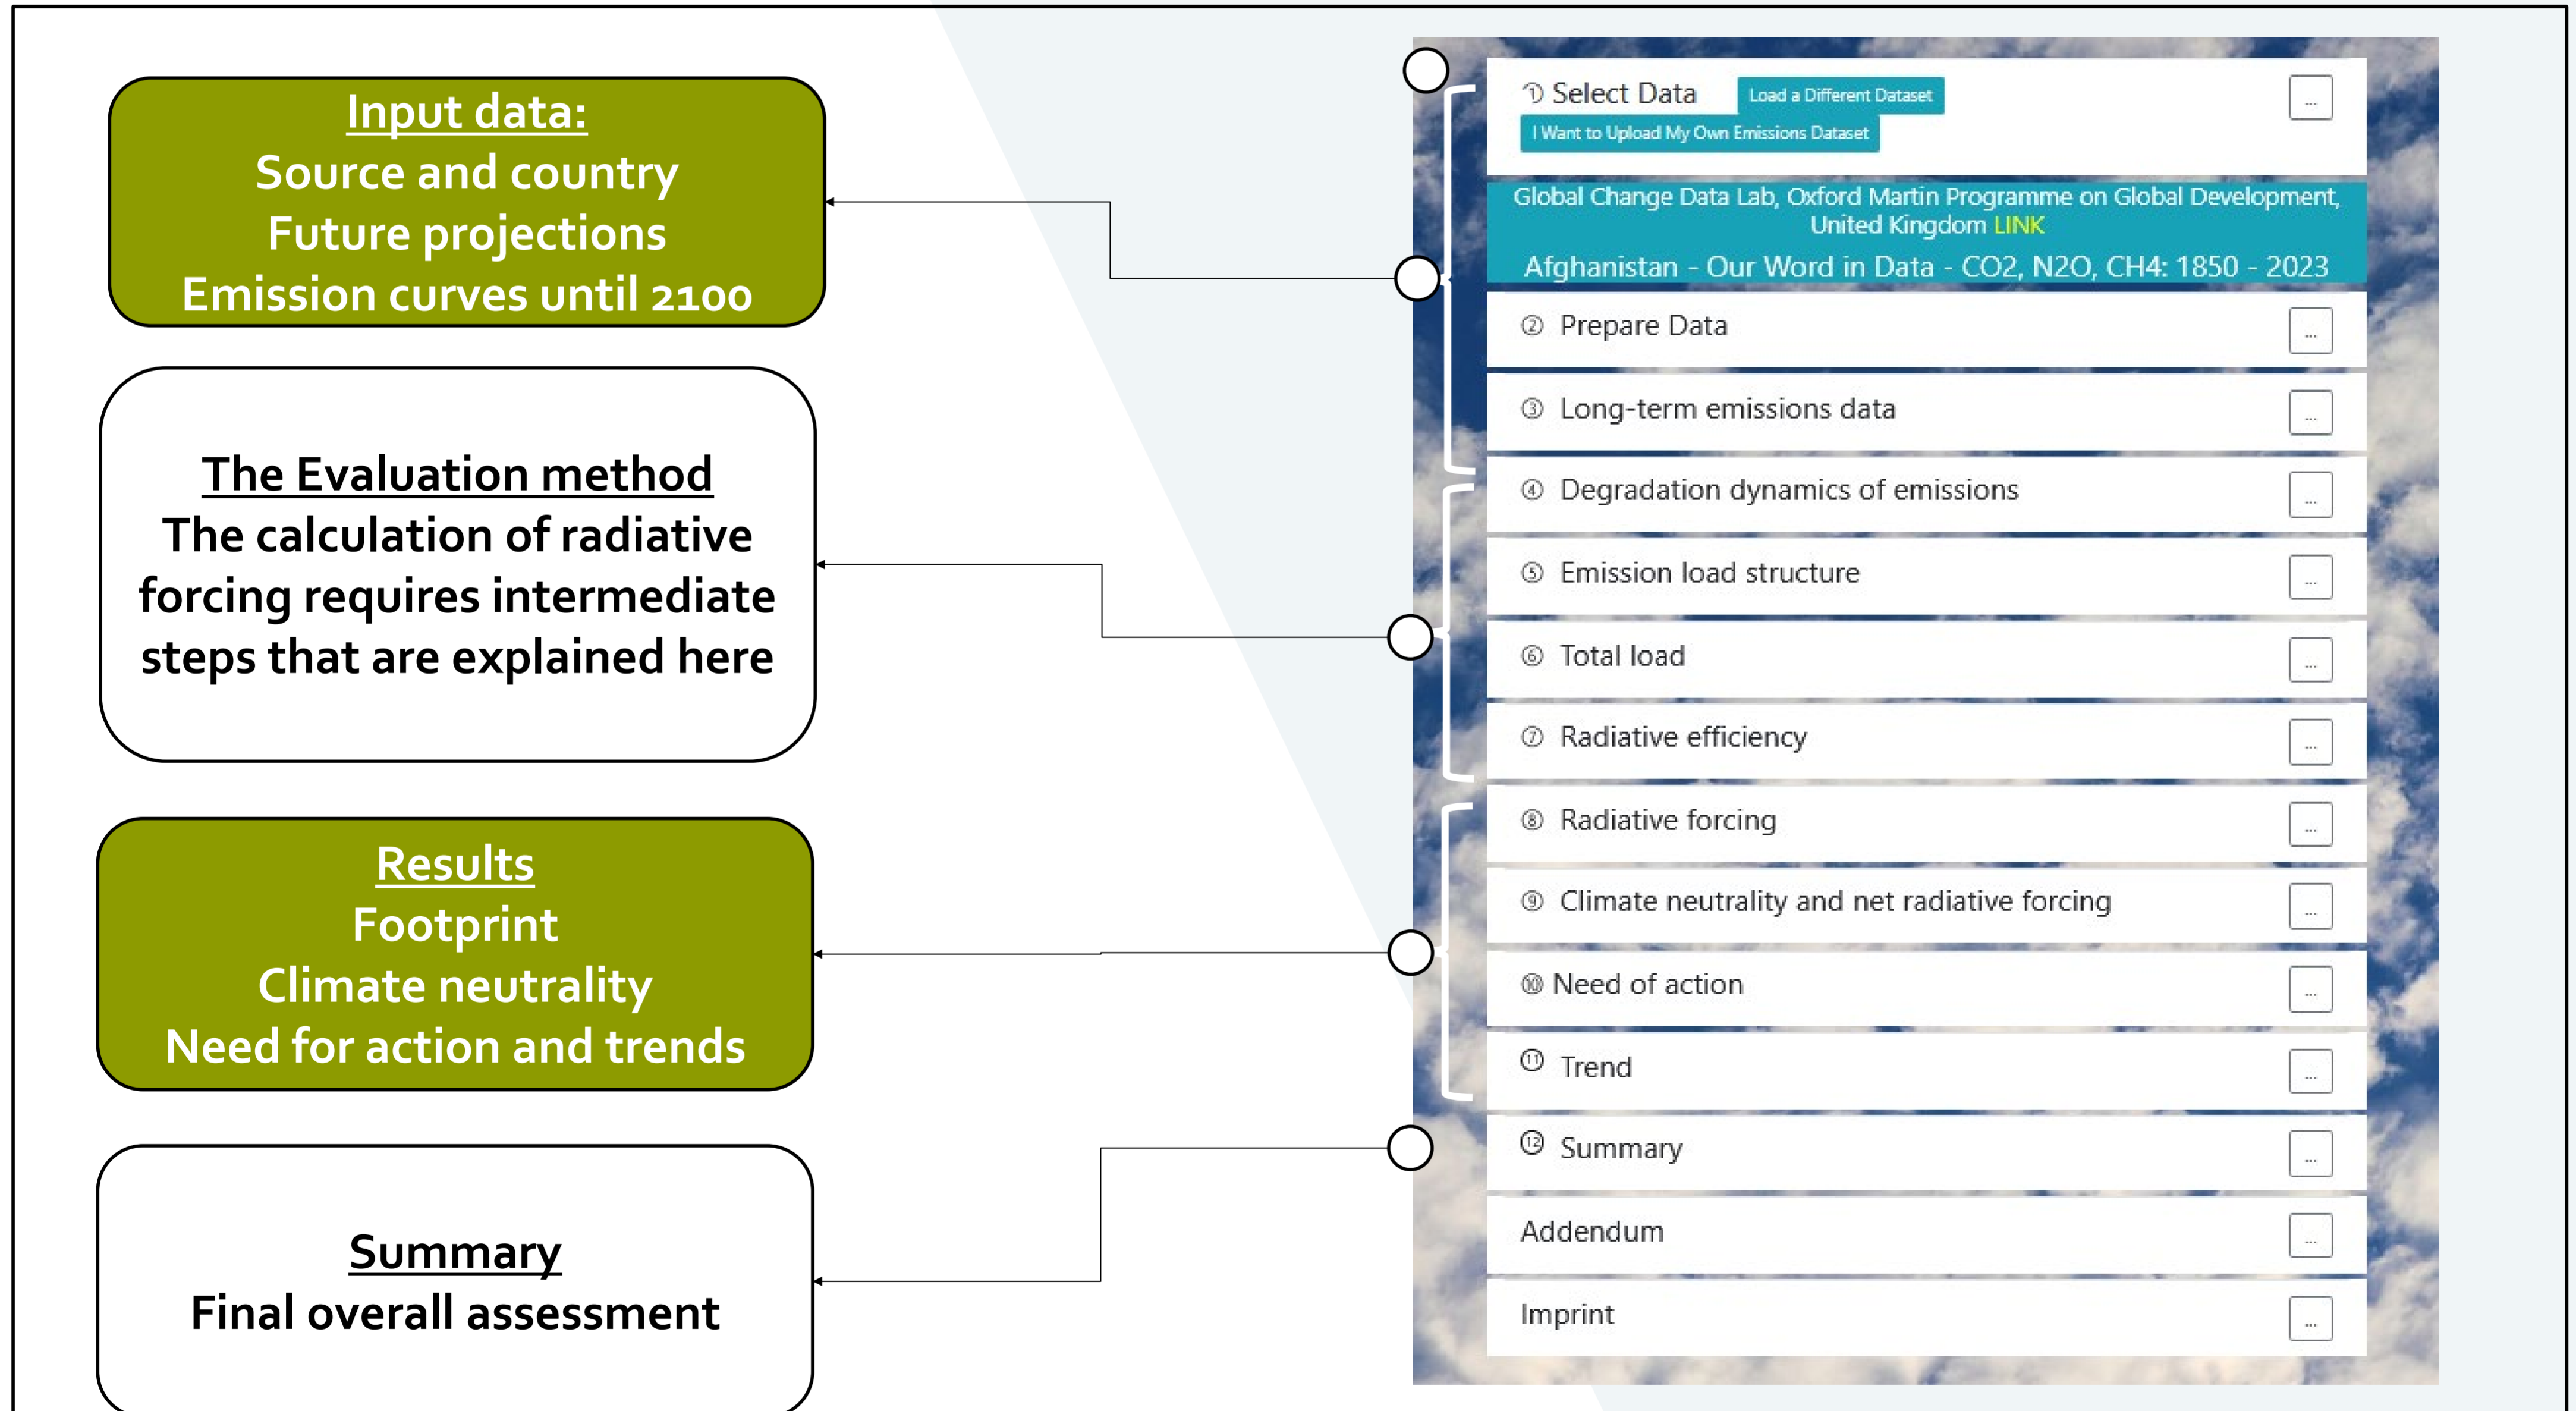 Input data:
Source and country
Future projections
Emission curves until 2100
The Evaluation method
The calculation of radiative
forcing requires intermediate
steps that are explained here
Results
Footprint
Climate neutrality
Need for action and trends
Summary
Final overall assessment
① Select Data
Load a Different Dataset
...
I Want to Upload My Own Emissions Dataset
Global Change Data Lab, Oxford Martin Programme on Global Development,
United Kingdom LINK
Afghanistan - Our Word in Data - CO2, N2O, CH4: 1850 - 2023
② Prepare Data
...
③ Long-term emissions data
...
④ Degradation dynamics of emissions
...
⑤ Emission load structure
...
⑥ Total load
...
⑦ Radiative efficiency
...
⑧ Radiative forcing
...
⑨ Climate neutrality and net radiative forcing
...
⑩ Need of action
...
⑪ Trend
...
⑫ Summary
...
Addendum
...
Imprint
...